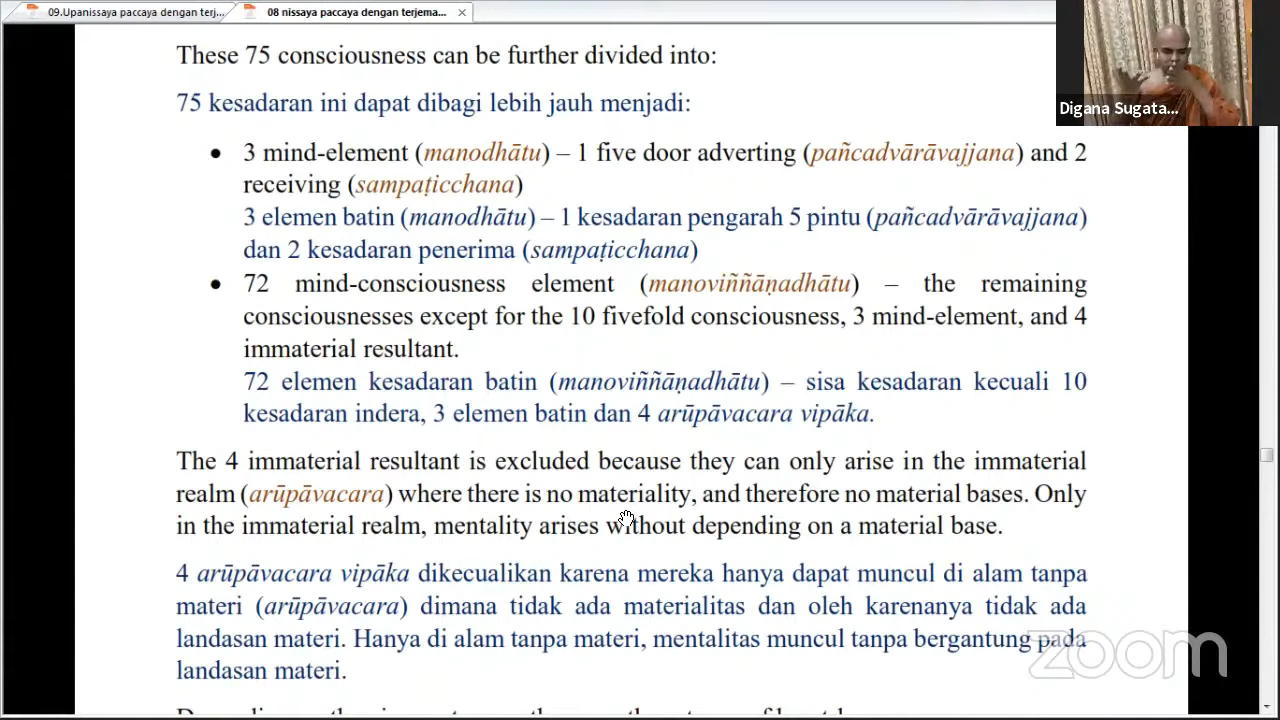 09.Upanissaya paccaya dengan terj...
08 nissaya paccaya dengan terjema...
Digana Sugata...
These 75 consciousness can be further divided into:
75 kesadaran ini dapat dibagi lebih jauh menjadi:
• 3 mind-element (manodhātu) – 1 five door adverting (pañcadvārāvajjana) and 2
receiving (sampaṭicchana)
3 elemen batin (manodhātu) – 1 kesadaran pengarah 5 pintu (pañcadvārāvajjana)
dan 2 kesadaran penerima (sampaṭicchana)
• 72 mind-consciousness element (manoviññāṇadhātu) – the remaining
consciousnesses except for the 10 fivefold consciousness, 3 mind-element, and 4
immaterial resultant.
72 elemen kesadaran batin (manoviññāṇadhātu) – sisa kesadaran kecuali 10
kesadaran indera, 3 elemen batin dan 4 arūpāvacara vipāka.
The 4 immaterial resultant is excluded because they can only arise in the immaterial
realm (arūpāvacara) where there is no materiality, and therefore no material bases. Only
in the immaterial realm, mentality arises without depending on a material base.
4 arūpāvacara vipāka dikecualikan karena mereka hanya dapat muncul di alam tanpa
materi (arūpāvacara) dimana tidak ada materialitas dan oleh karenanya tidak ada
landasan materi. Hanya di alam tanpa materi, mentalitas muncul tanpa bergantung pada
landasan materi.
zoom